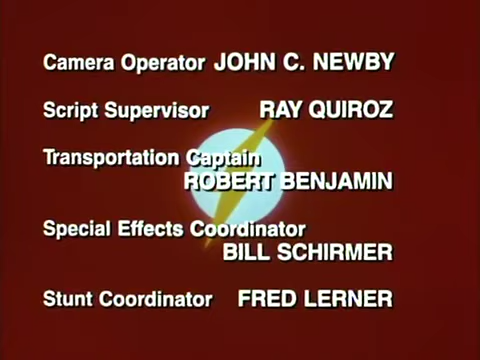 Camera Operator JOHN C. NEWBY
Script Supervisor RAY QUIROZ
Transportation Captain
ROBERT BENJAMIN
Special Effects Coordinator
BILL SCHIRMER
Stunt Coordinator FRED LERNER